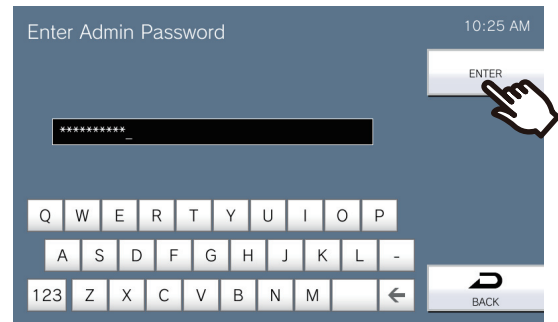 Enter Admin Password
10:25 AM
ENTER
**********_
Q W E R T Y U I O P
A S D F G H J K L -
123 Z X C V B N M ←
BACK